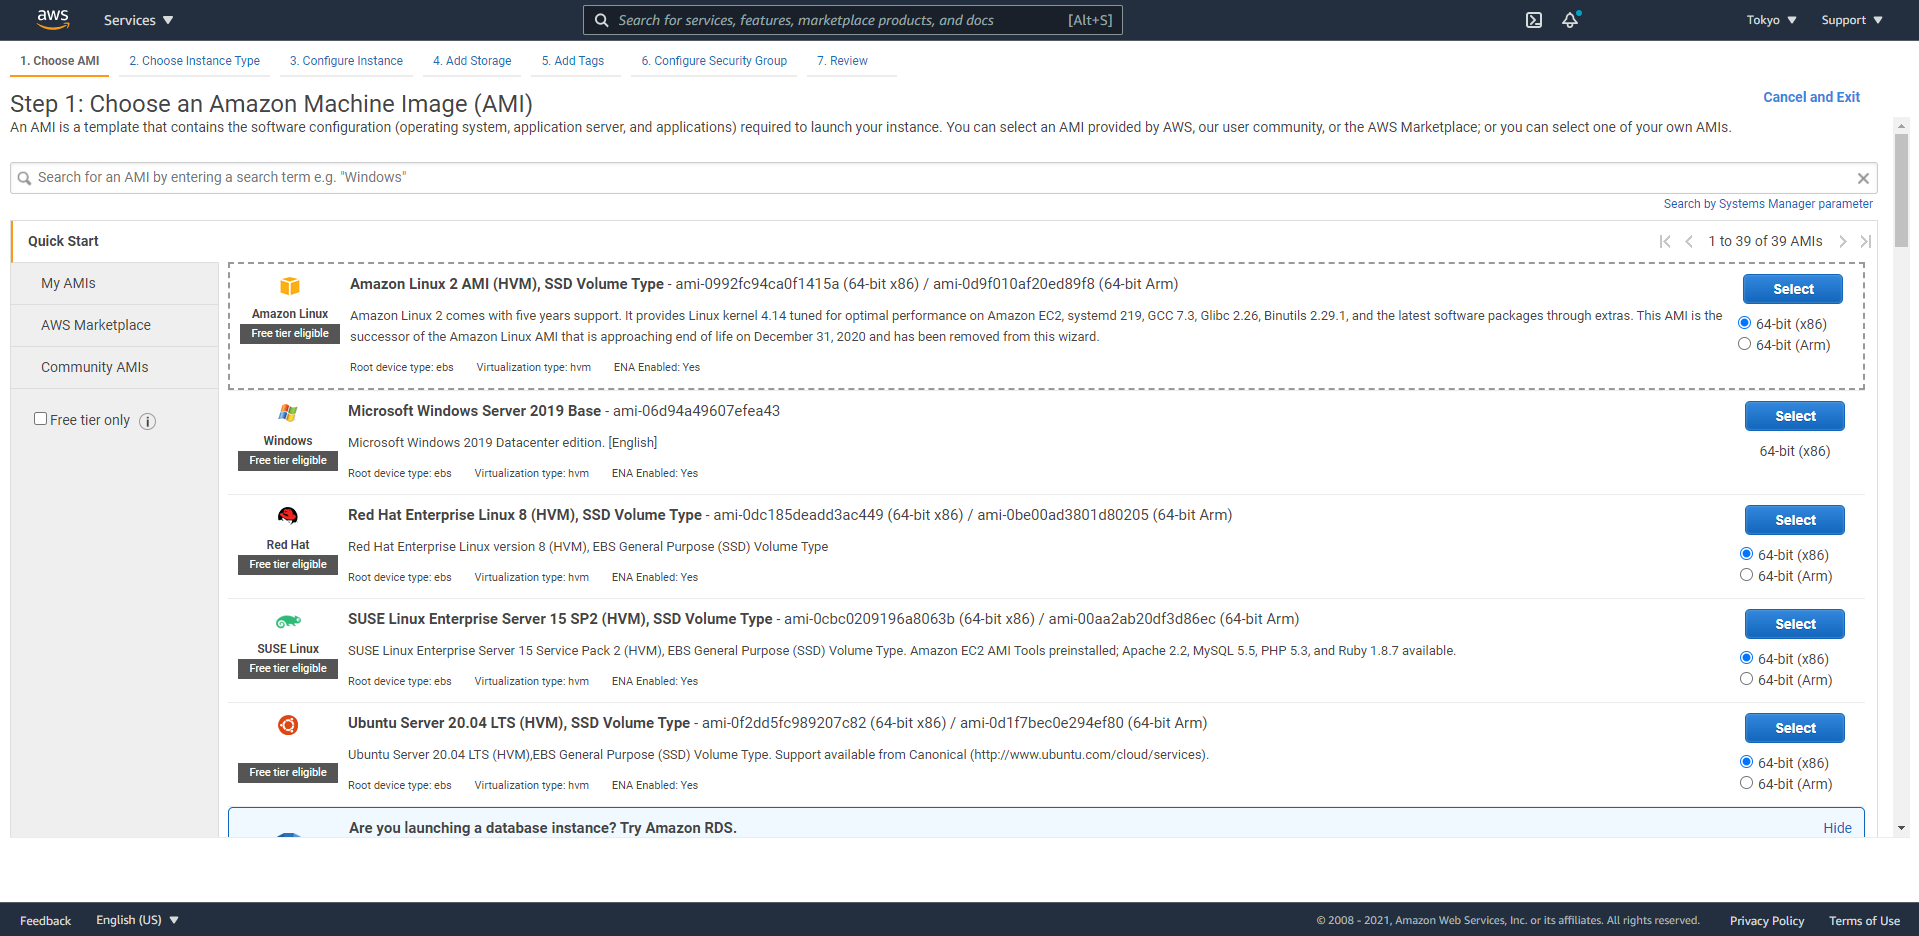 aws Services Search for services, features, marketplace products, and docs [Alt+S] Tokyo Support
1. Choose AMI 2. Choose Instance Type 3. Configure Instance 4. Add Storage 5. Add Tags 6. Configure Security Group 7. Review
Step 1: Choose an Amazon Machine Image (AMI)
Cancel and Exit
An AMI is a template that contains the software configuration (operating system, application server, and applications) required to launch your instance. You can select an AMI provided by AWS, our user community, or the AWS Marketplace; or you can select one of your own AMIs.
Search for an AMI by entering a search term e.g. "Windows"
Search by Systems Manager parameter
Quick Start
1 to 39 of 39 AMIs
My AMIs
AWS Marketplace
Community AMIs
Free tier only
Amazon Linux
Free tier eligible
Amazon Linux 2 AMI (HVM), SSD Volume Type - ami-0992fc94ca0f1415a (64-bit x86) / ami-0d9f010af20ed89f8 (64-bit Arm)
Amazon Linux 2 comes with five years support. It provides Linux kernel 4.14 tuned for optimal performance on Amazon EC2, systemd 219, GCC 7.3, Glibc 2.26, Binutils 2.29.1, and the latest software packages through extras. This AMI is the
successor of the Amazon Linux AMI that is approaching end of life on December 31, 2020 and has been removed from this wizard.
Root device type: ebs Virtualization type: hvm ENA Enabled: Yes
Select
64-bit (x86)
64-bit (Arm)
Windows
Free tier eligible
Microsoft Windows Server 2019 Base - ami-06d94a49607efea43
Microsoft Windows 2019 Datacenter edition. [English]
Root device type: ebs Virtualization type: hvm ENA Enabled: Yes
Select
64-bit (x86)
Red Hat
Free tier eligible
Red Hat Enterprise Linux 8 (HVM), SSD Volume Type - ami-0dc185deadd3ac449 (64-bit x86) / ami-0be00ad3801d80205 (64-bit Arm)
Red Hat Enterprise Linux version 8 (HVM), EBS General Purpose (SSD) Volume Type
Root device type: ebs Virtualization type: hvm ENA Enabled: Yes
Select
64-bit (x86)
64-bit (Arm)
SUSE Linux
Free tier eligible
SUSE Linux Enterprise Server 15 SP2 (HVM), SSD Volume Type - ami-0cbc0209196a8063b (64-bit x86) / ami-00aa2ab20df3d86ec (64-bit Arm)
SUSE Linux Enterprise Server 15 Service Pack 2 (HVM), EBS General Purpose (SSD) Volume Type. Amazon EC2 AMI Tools preinstalled; Apache 2.2, MySQL 5.5, PHP 5.3, and Ruby 1.8.7 available.
Root device type: ebs Virtualization type: hvm ENA Enabled: Yes
Select
64-bit (x86)
64-bit (Arm)
Free tier eligible
Ubuntu Server 20.04 LTS (HVM), SSD Volume Type - ami-0f2dd5fc989207c82 (64-bit x86) / ami-0d1f7bec0e294ef80 (64-bit Arm)
Ubuntu Server 20.04 LTS (HVM),EBS General Purpose (SSD) Volume Type. Support available from Canonical (http://www.ubuntu.com/cloud/services).
Root device type: ebs Virtualization type: hvm ENA Enabled: Yes
Select
64-bit (x86)
64-bit (Arm)
Are you launching a database instance? Try Amazon RDS.
Hide
Feedback English (US) © 2008 - 2021, Amazon Web Services, Inc. or its affiliates. All rights reserved. Privacy Policy Terms of Use